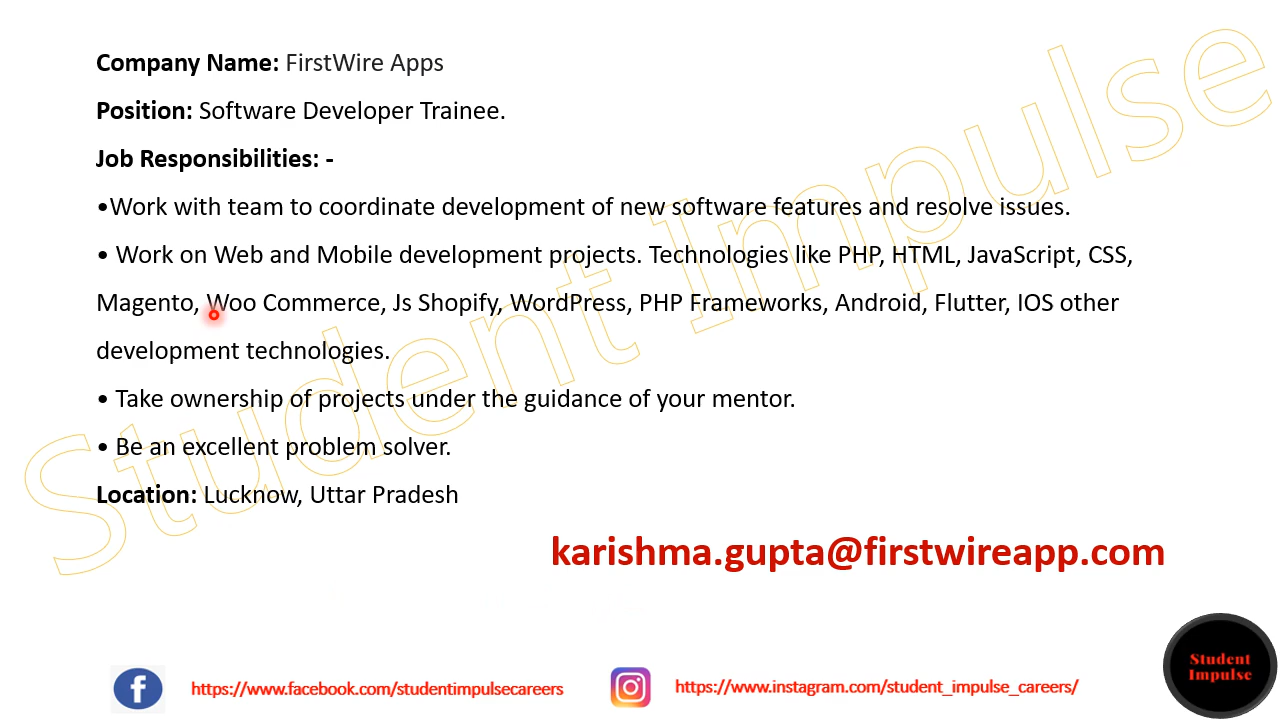 Company Name: FirstWire Apps
Position: Software Developer Trainee.
Job Responsibilities: -
•Work with team to coordinate development of new software features and resolve issues.
• Work on Web and Mobile development projects. Technologies like PHP, HTML, JavaScript, CSS,
Magento, Woo Commerce, Js Shopify, WordPress, PHP Frameworks, Android, Flutter, IOS other
development technologies.
• Take ownership of projects under the guidance of your mentor.
• Be an excellent problem solver.
Location: Lucknow, Uttar Pradesh
karishma.gupta@firstwireapp.com
Student Impulse
https://www.facebook.com/studentimpulsecareers
https://www.instagram.com/student_impulse_careers/
Student
Impulse